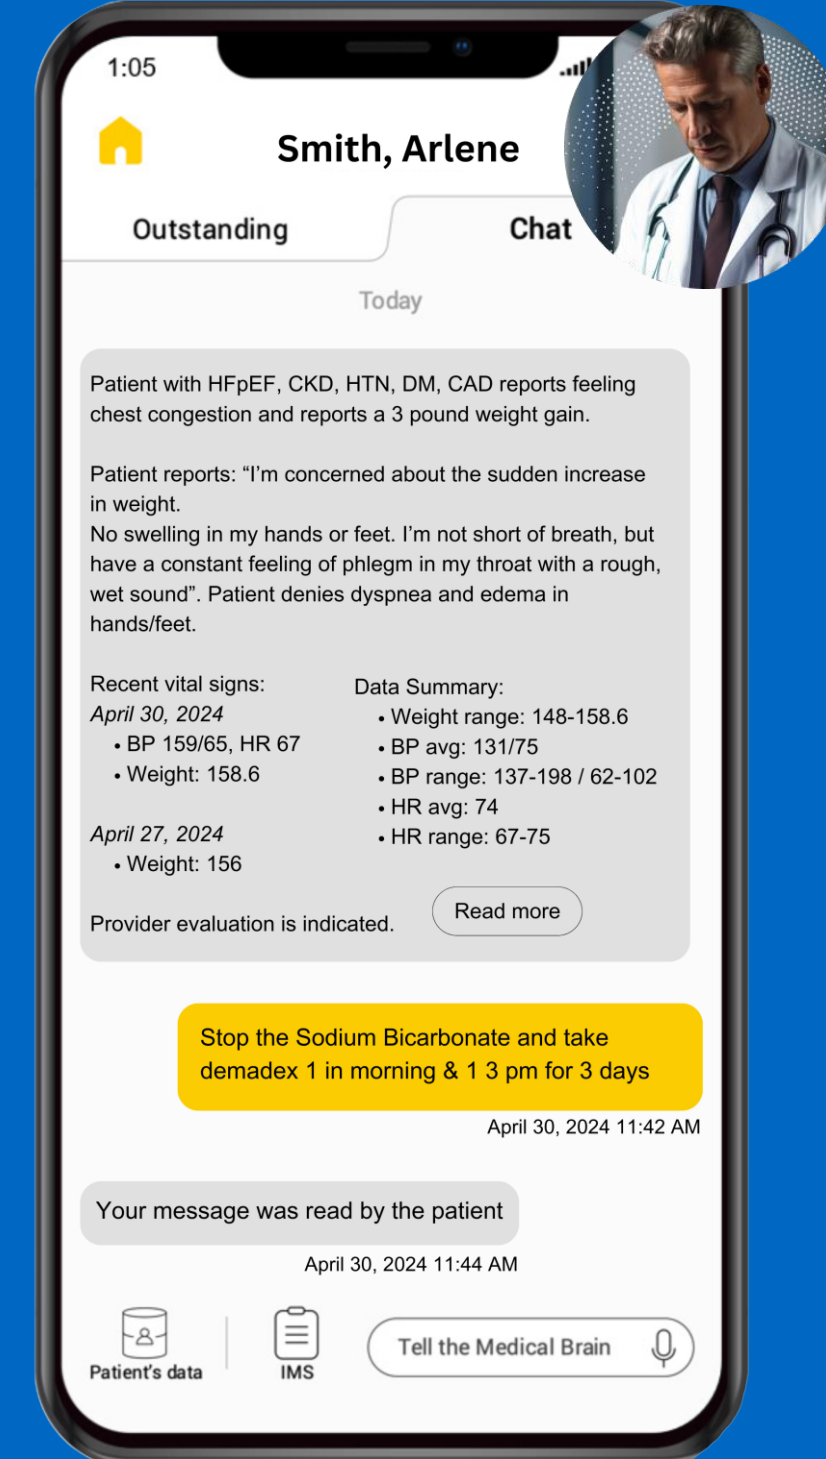 1:05
Smith, Arlene
Outstanding
Chat
Today
Patient with HFpEF, CKD, HTN, DM, CAD reports feeling
chest congestion and reports a 3 pound weight gain.
Patient reports: “I’m concerned about the sudden increase
in weight.
No swelling in my hands or feet. I’m not short of breath, but
have a constant feeling of phlegm in my throat with a rough,
wet sound”. Patient denies dyspnea and edema in
hands/feet.
Recent vital signs:
April 30, 2024
• BP 159/65, HR 67
• Weight: 158.6
April 27, 2024
• Weight: 156
Data Summary:
• Weight range: 148-158.6
• BP avg: 131/75
• BP range: 137-198 / 62-102
• HR avg: 74
• HR range: 67-75
Provider evaluation is indicated.
Read more
Stop the Sodium Bicarbonate and take
demadex 1 in morning & 1 3 pm for 3 days
April 30, 2024 11:42 AM
Your message was read by the patient
April 30, 2024 11:44 AM
Patient's data
IMS
Tell the Medical Brain